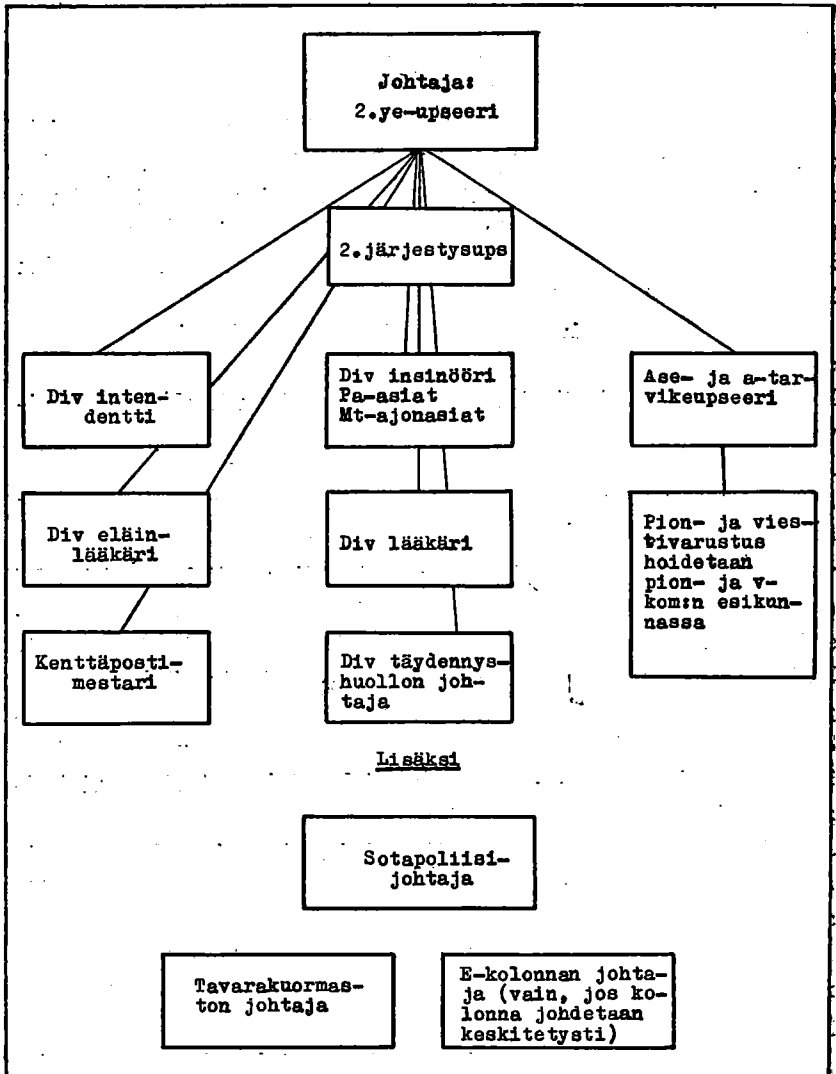 Johtaja:
2.ye-upseeri
2.järjestysups
Div inten-
dentti
Div insinööri
Pa-asiat
Mt-ajonasiat
Ase- ja a-tar-
vikeupseeri
Div eläin-
lääkäri
Div lääkäri
Pion- ja vies-
tivarustus
hoidetaan
pion- ja v-
kom:n esikun-
nassa
Kenttäposti-
mestari
Div täydennys-
huollon joh-
taja
Lisäksi
Sotapoliisi-
johtaja
Tavarakuormas-
ton johtaja
E-kolonnan johta-
ja (vain, jos ko-
lonna johdetaan
keskitetysti)